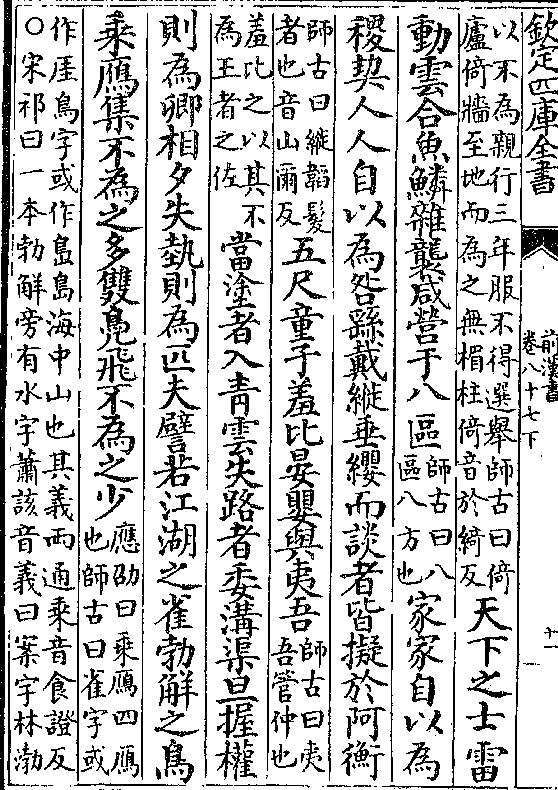 欽定四庫全書
前漢書
卷八十七下
十一
以不為親行三年服不得選舉師古曰倚
廬倚牆至地而為之無楣柱倚音於綺反
天下之士雷
動雲合魚鱗雜襲咸營于八區
師古曰八
區八方也
家家自以為
稷契人人自以為咎繇戴縰垂纓而談者皆擬於阿衡
師古曰縰韜髮
者也音山爾反
五尺童子羞比晏嬰與夷吾
師古曰夷
吾管仲也
羞比之以其不
為王者之佐
當塗者入青雲失路者委溝渠旦握權
則為卿相夕失埶則為匹夫譬若江湖之雀勃解之鳥
乘鴈集不為之多雙鳧飛不為之少
應劭曰乘鴈四鴈
也師古曰雀字或
作厓鳥字或作島島海中山也其義兩通乘音食證反
○宋祁曰一本勃解旁有水字蕭該音義曰案字林渤